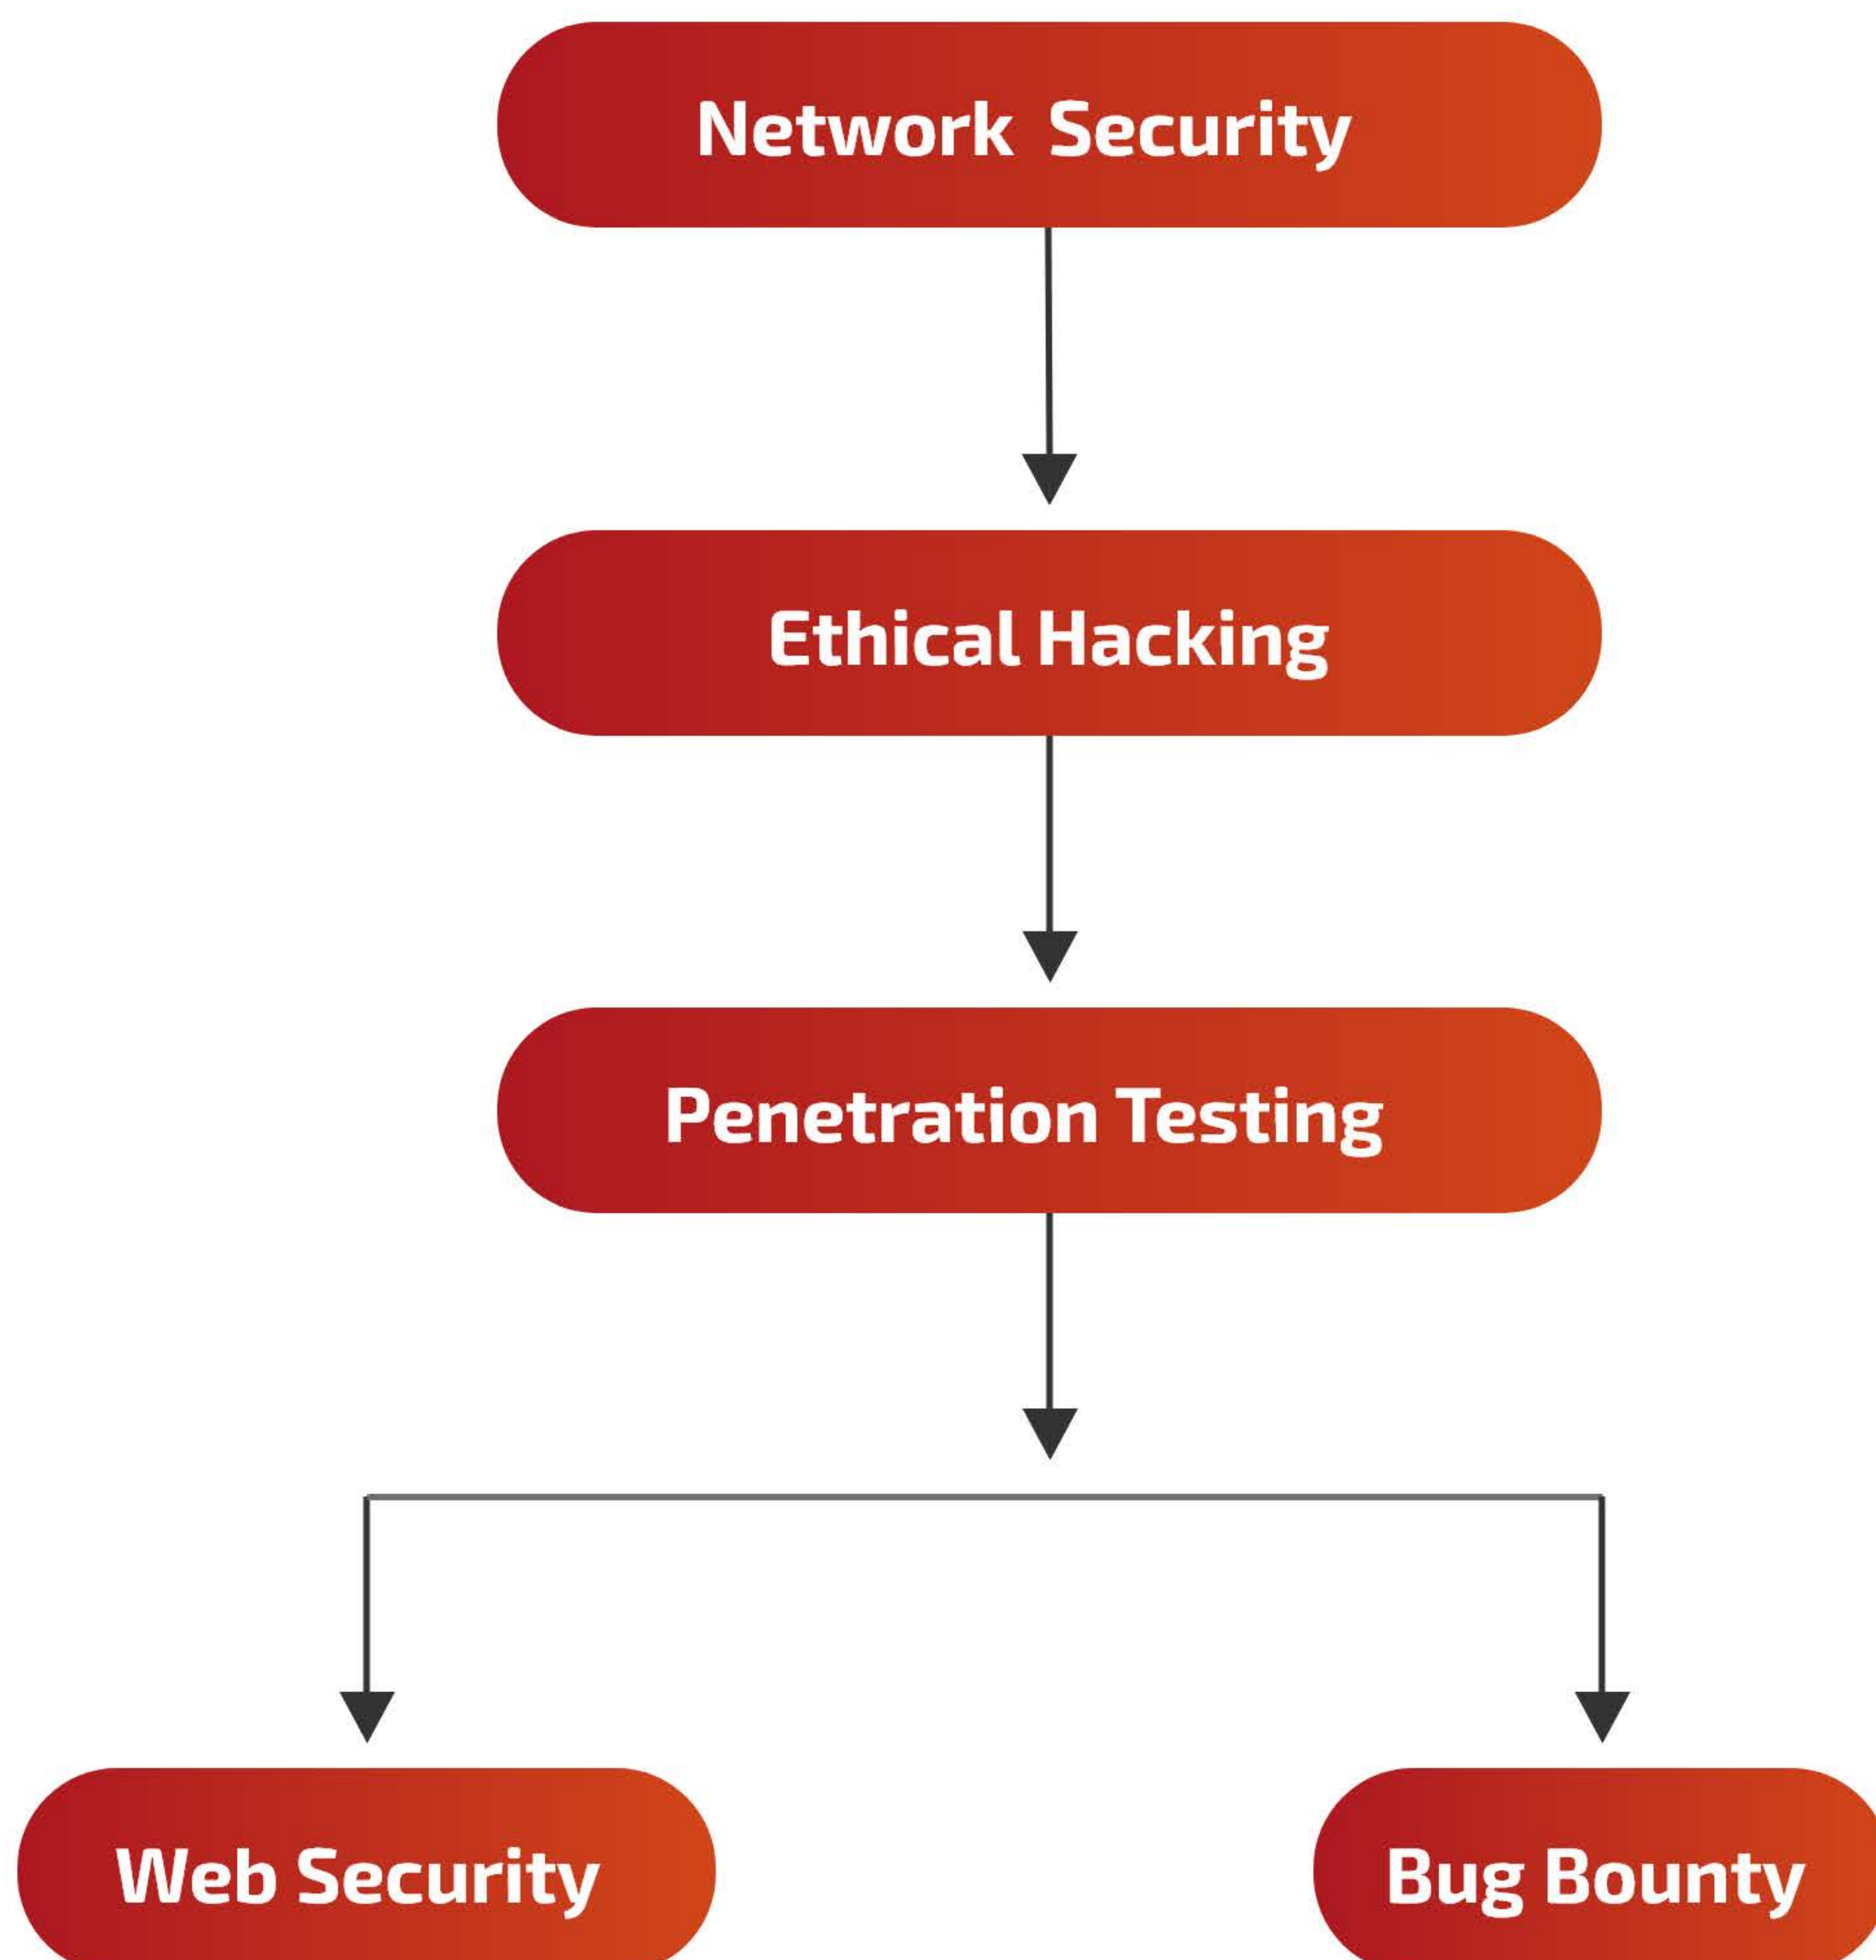 Network Security
Ethical Hacking
Penetration Testing
Web Security
Bug Bounty